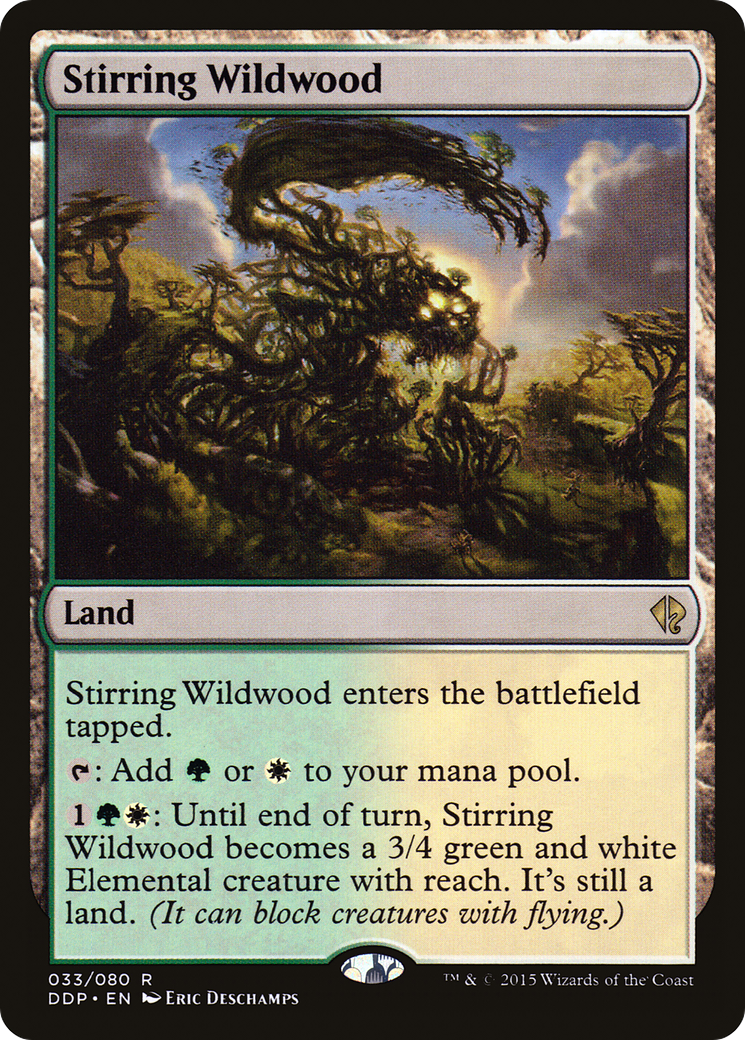 Stirring Wildwood
Land
Stirring Wildwood enters the battlefield
tapped.
: Add or to your mana pool.
1 : Until end of turn, Stirring
Wildwood becomes a 3/4 green and white
Elemental creature with reach. It's still a
land. (It can block creatures with flying.)
033/080 R
DDP • EN Eric Deschamps
™ & © 2015 Wizards of the Coast